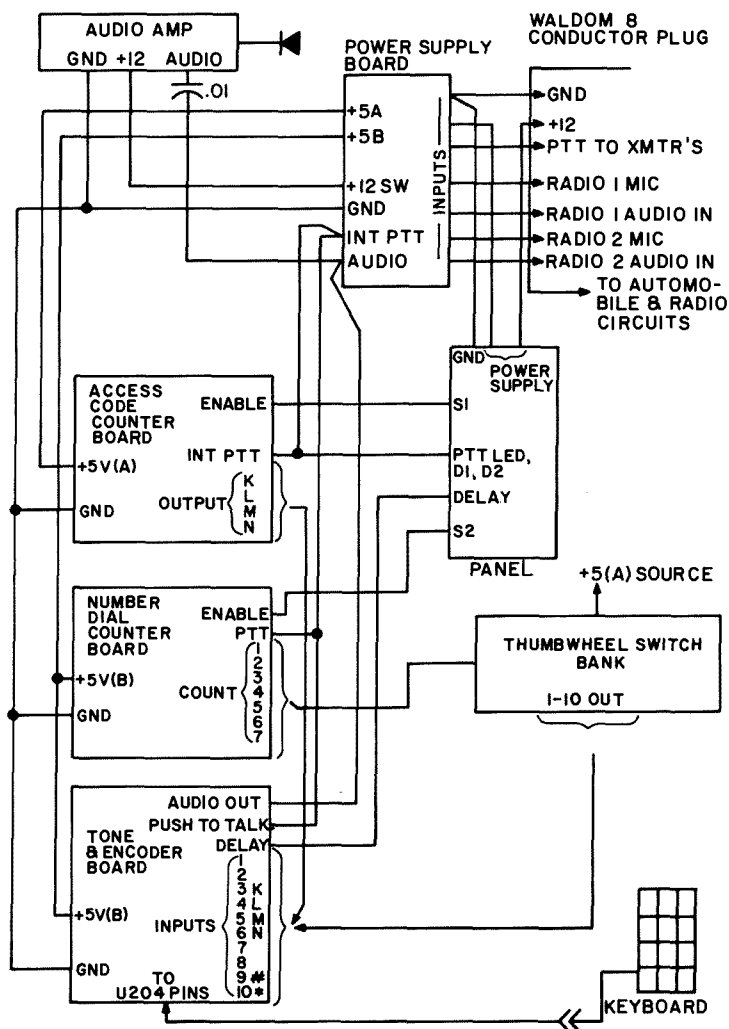 AUDIO AMP
GND +12 AUDIO
.01
POWER SUPPLY
BOARD
+5A
+5B
+12 SW
GND
INT PTT
AUDIO
INPUTS
WALDOM 8
CONDUCTOR PLUG
GND
+12
PTT TO XMTR'S
RADIO 1 MIC
RADIO 1 AUDIO IN
RADIO 2 MIC
RADIO 2 AUDIO IN
TO AUTOMO-
BILE & RADIO
CIRCUITS
ACCESS
CODE
COUNTER
BOARD
ENABLE
INT PTT
+5V(A)
GND
OUTPUT
K
L
M
N
GND
POWER
SUPPLY
S1
PTT LED,
D1, D2
DELAY
S2
PANEL
NUMBER
DIAL
COUNTER
BOARD
ENABLE
PTT
+5V(B)
GND
COUNT
1
2
3
4
5
6
7
+5(A) SOURCE
THUMBWHEEL SWITCH
BANK
1-10 OUT
TONE
& ENCODER
BOARD
AUDIO OUT
PUSH TO TALK
DELAY
+5V(B)
GND
INPUTS
1
2
3 K
4 L
5 M
6 N
7
8
9 #
10 *
TO
U204 PINS
KEYBOARD